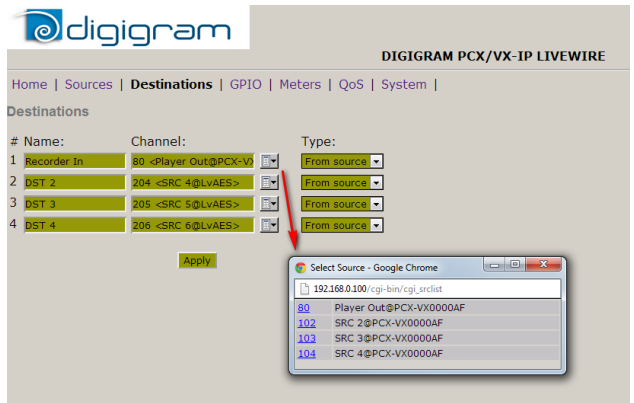 digigram
DIGIGRAM PCX/VX-IP LIVEWIRE
Home | Sources | Destinations | GPIO | Meters | QoS | System |
Destinations
# Name: Channel: Type:
1 Recorder In 80 <Player Out@PCX-VX From source
2 DST 2 204 <SRC 4@LvAES> From source
3 DST 3 205 <SRC 5@LvAES> From source
4 DST 4 206 <SRC 6@LvAES> From source
Apply
Select Source - Google Chrome
192.168.0.100/cgi-bin/cgi_srclist
80 Player Out@PCX-VX0000AF
102 SRC 2@PCX-VX0000AF
103 SRC 3@PCX-VX0000AF
104 SRC 4@PCX-VX0000AF